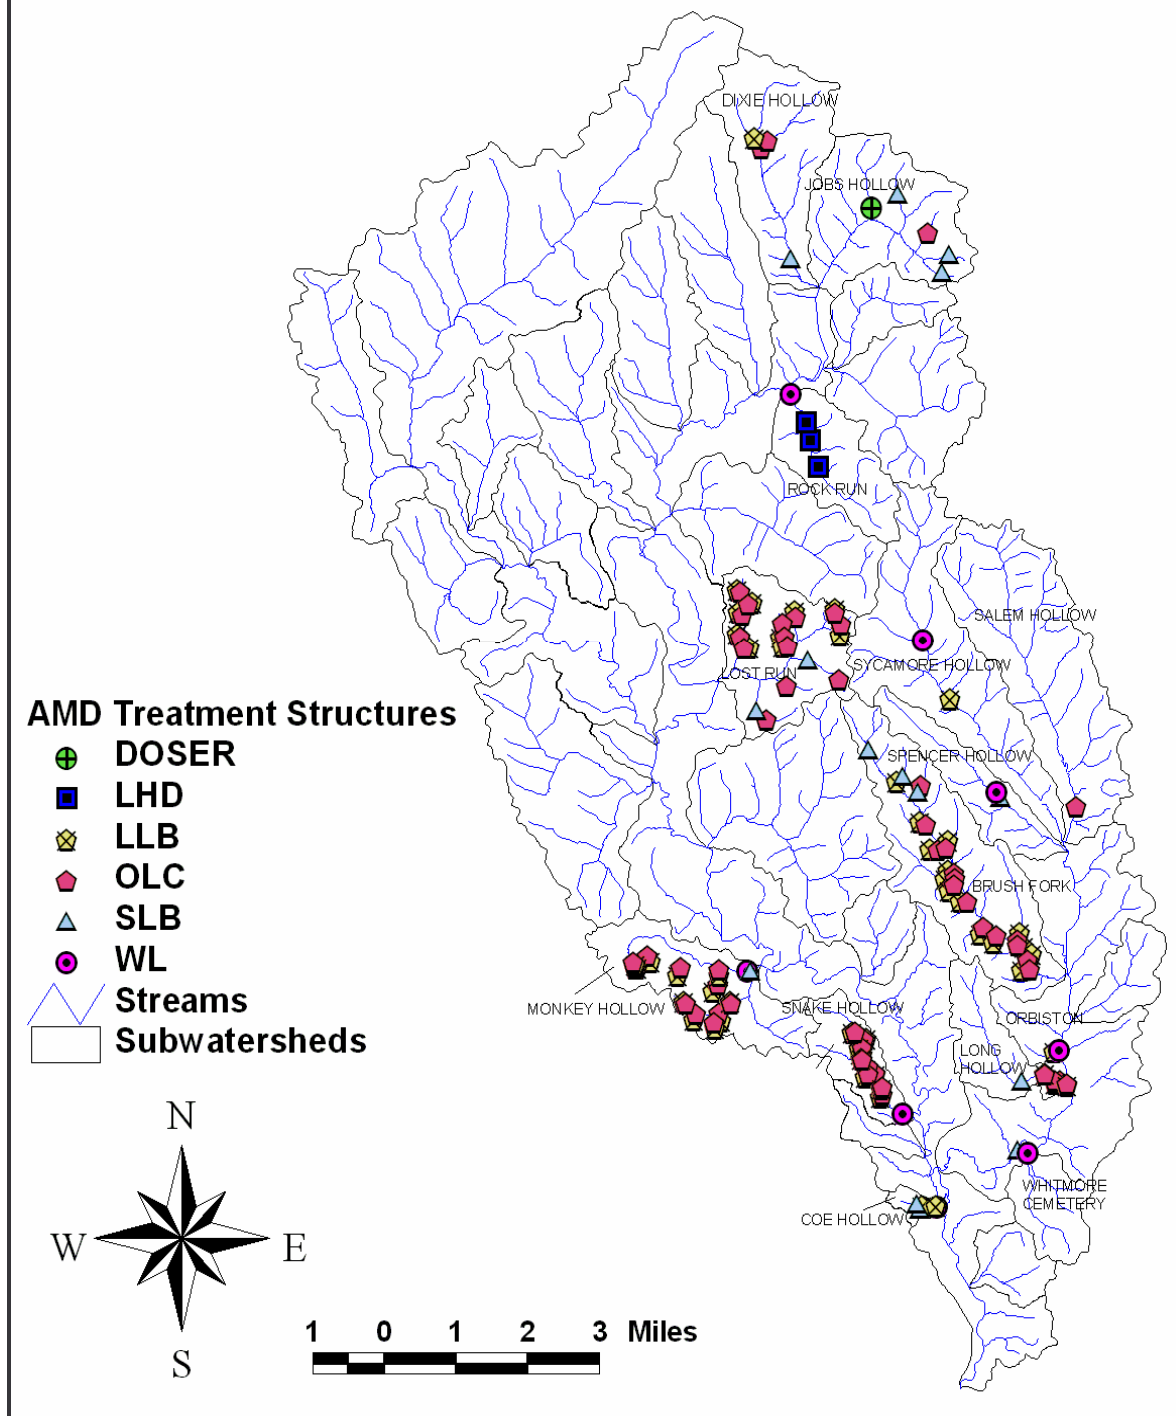 DIXIE HOLLOW
JOBS HOLLOW
ROCK RUN
SALEM HOLLOW
SYCAMORE HOLLOW
LOST RUN
SPENCER HOLLOW
BRUSH FORK
MONKEY HOLLOW
SNAKE HOLLOW
ORBISTON
LONG
HOLLOW
WHITMORE
CEMETERY
COE HOLLOW
AMD Treatment Structures
DOSER
LHD
LLB
OLC
SLB
WL
Streams
Subwatersheds
N
W E
S
1 0 1 2 3 Miles